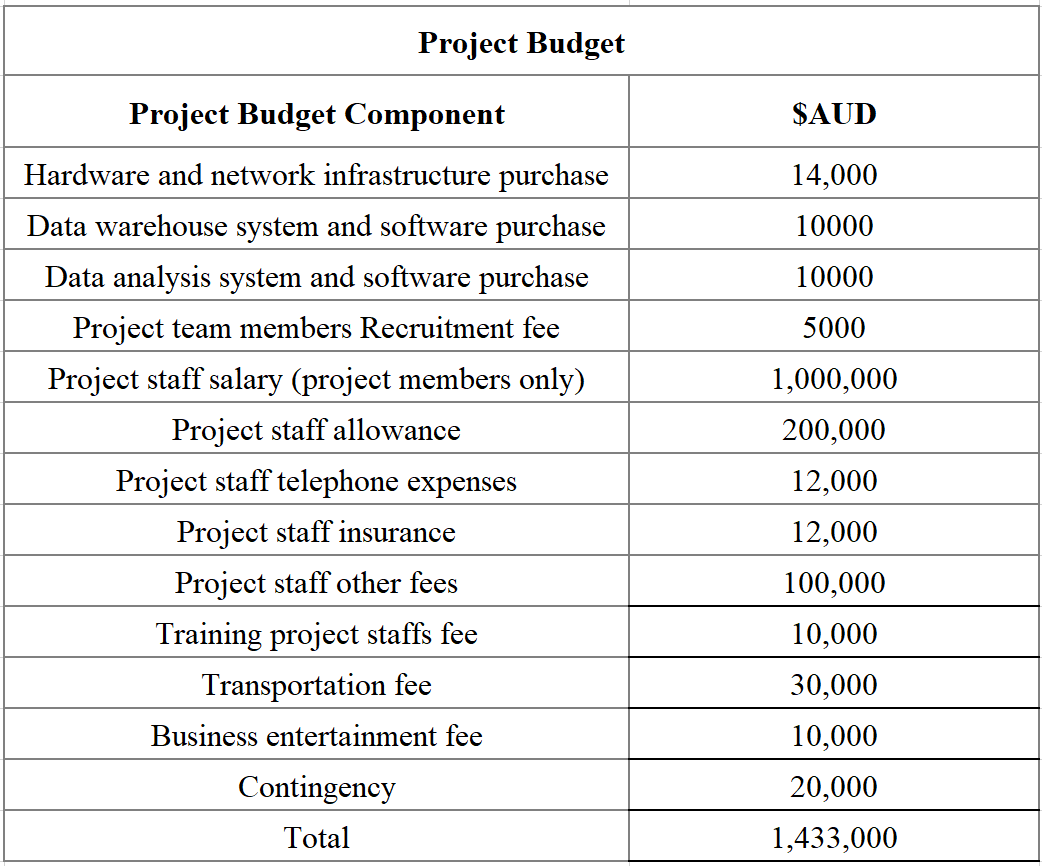 Project Budget
Project Budget Component $AUD
Hardware and network infrastructure purchase 14,000
Data warehouse system and software purchase 10000
Data analysis system and software purchase 10000
Project team members Recruitment fee 5000
Project staff salary (project members only) 1,000,000
Project staff allowance 200,000
Project staff telephone expenses 12,000
Project staff insurance 12,000
Project staff other fees 100,000
Training project staffs fee 10,000
Transportation fee 30,000
Business entertainment fee 10,000
Contingency 20,000
Total 1,433,000